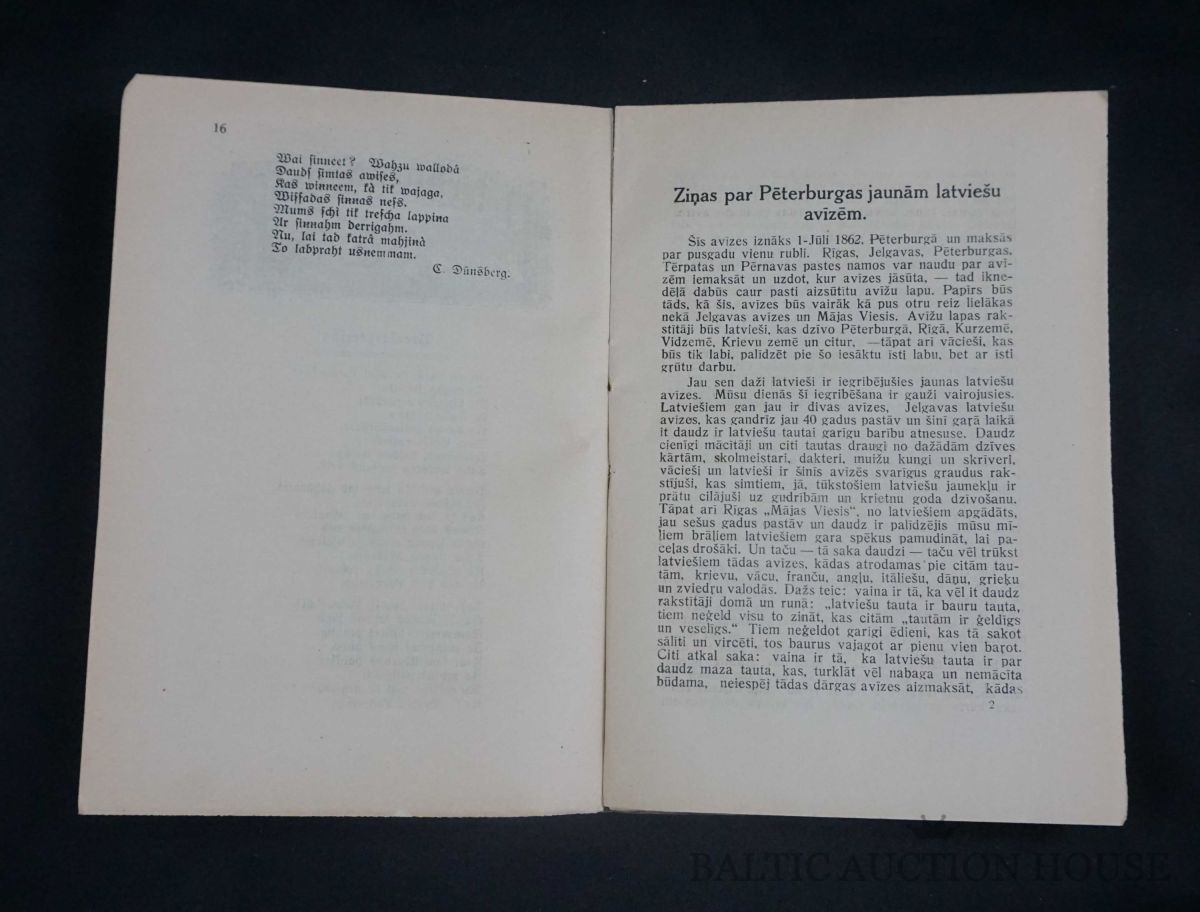 16
Wai ſinneet? Wahzu wallodâ
Daudſ ſimtas awiſes,
Kas winneem, kà tik wajaga,
Wiſſadas ſinnas neſs.
Mums ſchì tik treſcha lappina
Ar ſinnahm derrigahm.
Nu, lai tad katrâ mahjinâ
To labpraht uſnemmam.
C. Dünsberg.
Ziņas par Pēterburgas jaunām latviešu
avīzēm.
Šis avīzes iznāks 1-Jūli 1862. Pēterburgā un maksās
par pusgadu vienu rubli. Rīgas, Jelgavas, Pēterburgas,
Tērpatas un Pērnavas pastes namos var naudu par avī-
zēm iemaksāt un uzdot, kur avīzes jāsūta, — tad ikne-
dēļā dabūs caur pasti aizsūtītu avīžu lapu. Papīrs būs
tāds, kā šis, avīzes būs vairāk kā pus otru reiz lielākas
nekā Jelgavas avīzes un Mājas Viesis. Avīžu lapas rak-
stītāji būs latvieši, kas dzīvo Pēterburgā, Rīgā, Kurzemē,
Vidzemē, Krievu zemē un citur, —tāpat arī vācieši, kas
būs tik labi, palīdzēt pie šo iesāktu isti labu, bet ar isti
grūtu darbu.
Jau sen daži latvieši ir iegribējušies jaunas latviešu
avīzes. Mūsu dienās šī iegribēšana ir gauži vairojusies.
Latviešiem gan jau ir divas avīzes, Jelgavas latviešu
avīzes, kas gandrīz jau 40 gadus pastāv un šinī gaŗā laikā
it daudz ir latviešu tautai garīgu barību atnesuse. Daudz
cienīgi mācītāji un citi tautas draugi no dažādām dzīves
kārtām, skolmeistari, dakteri, muižu kungi un skrīveri,
vācieši un latvieši ir šinīs avīzēs svarīgus graudus rak-
stījuši, kas simtiem, jā, tūkstošiem latviešu jaunekļu ir
prātu cilājuši uz gudrībām un krietnu goda dzīvošanu.
Tāpat arī Rīgas „Mājas Viesis“, no latviešiem apgādāts,
jau sešus gadus pastāv un daudz ir palīdzējis mūsu mī-
ļiem brāļiem latviešiem gara spēkus pamudināt, lai pa-
ceļas drošāki. Un taču — tā saka daudzi — taču vēl trūkst
latviešiem tādas avīzes, kādas atrodamas pie citām tau-
tām, krievu, vācu, franču, angļu, itāliešu, dāņu, grieķu
un zviedŗu valodās. Dažs teic: vaina ir tā, ka vēl it daudz
rakstītāji domā un runā: „latviešu tauta ir bauru tauta,
tiem neģeld visu to zināt, kas citām „tautām ir ģeldīgs
un veselīgs.“ Tiem neģeldot garīgi ēdieni, kas tā sakot
sālīti un vircēti, tos baurus vajagot ar pienu vien baŗot.
Citi atkal saka: vaina ir tā, ka latviešu tauta ir par
daudz maza tauta, kas, turklāt vēl nabaga un nemācīta
būdama, neiespēj tādas dārgas avīzes aizmaksāt, kādas
2
BALTIC AUCTION HOUSE